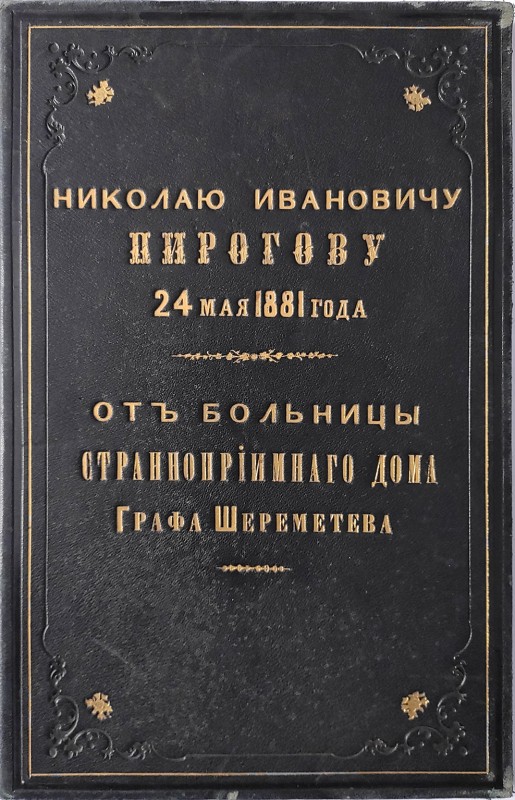 НИКОЛАЮ ИВАНОВИЧУ
ПИРОГОВУ
24 МАЯ 1881 ГОДА
ОТЪ БОЛЬНИЦЫ
СТРАННОПРІИМНАГО ДОМА
ГРАФА ШЕРЕМЕТЕВА